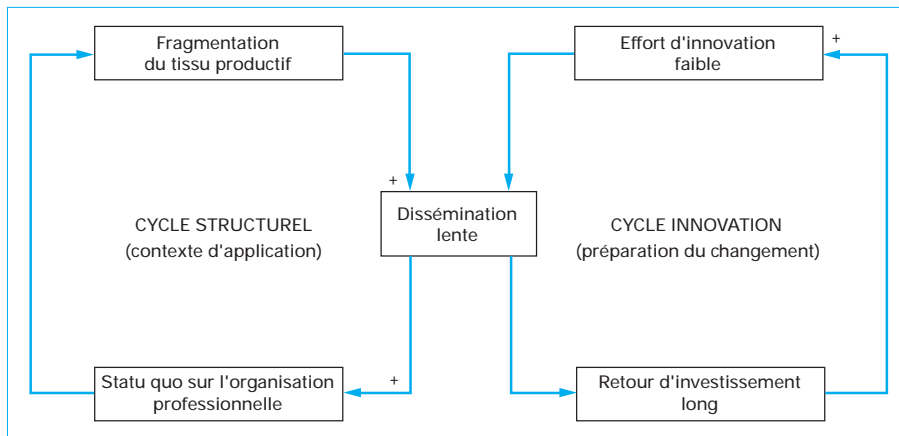 Fragmentation
du tissu productif
Effort d'innovation
faible
+
+
Dissémination
lente
CYCLE STRUCTUREL
(contexte d'application)
CYCLE INNOVATION
(préparation du changement)
Statu quo sur l'organisation
professionnelle
+
Retour d'investissement
long